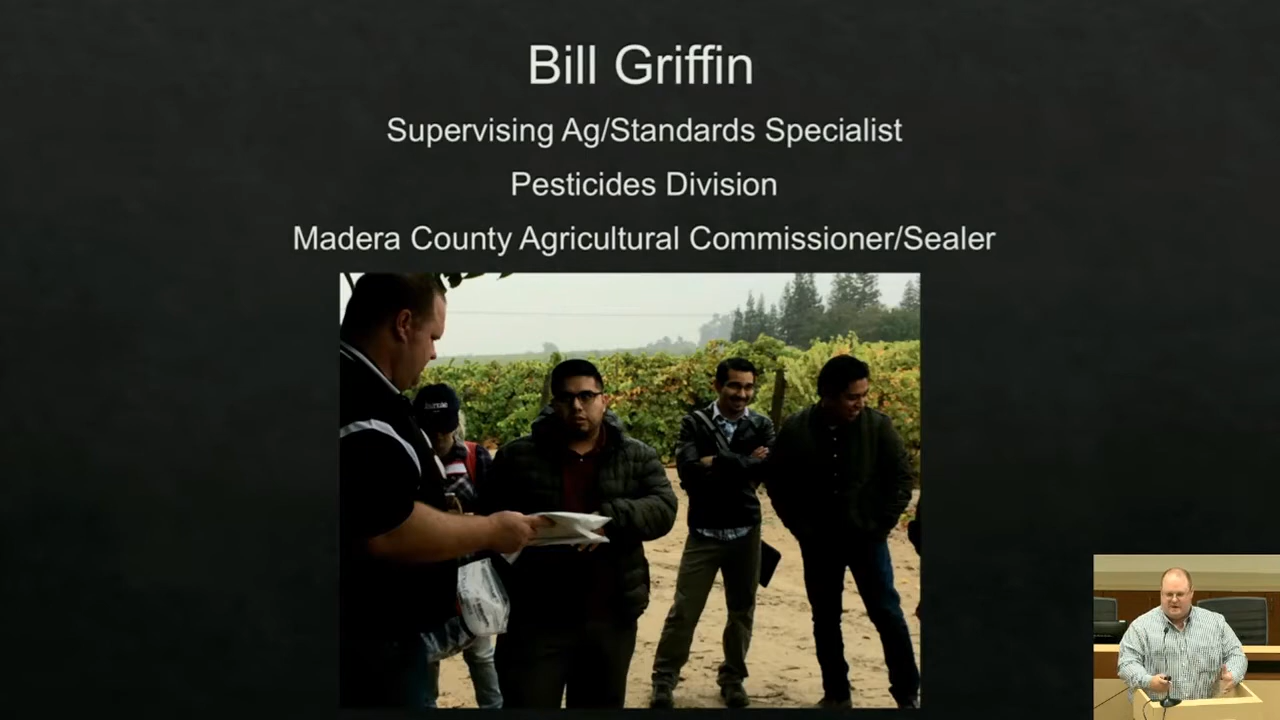 Bill Griffin
Supervising Ag/Standards Specialist
Pesticides Division
Madera County Agricultural Commissioner/Sealer